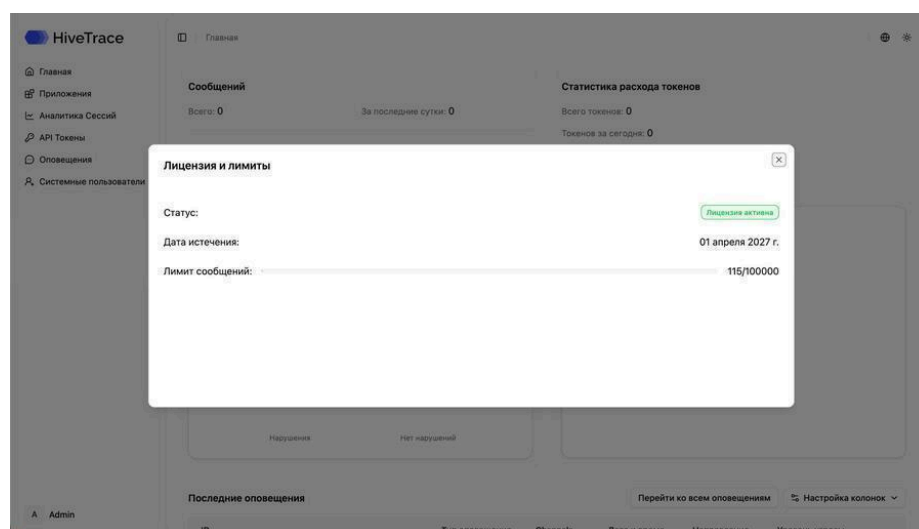 HiveTrace
Главная
Главная
Приложения
Аналитика Сессий
API Токены
Оповещения
Системные пользователи
Сообщений
Всего: 0
За последние сутки: 0
Статистика расхода токенов
Всего токенов: 0
Токенов за сегодня: 0
Лицензия и лимиты
Статус:
Лицензия активна
Дата истечения:
01 апреля 2027 г.
Лимит сообщений:
115/100000
Нарушения
Нет нарушений
Последние оповещения
Перейти ко всем оповещениям
Настройка колонок
A Admin